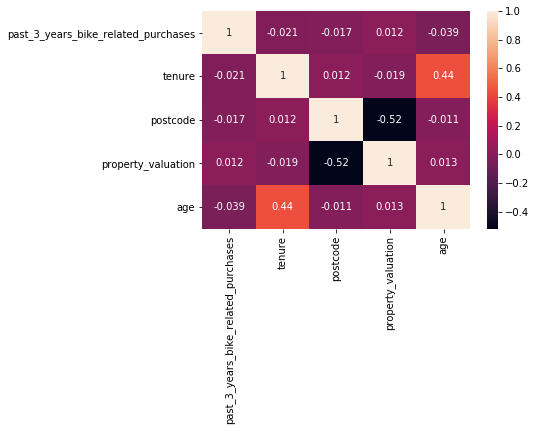 past_3_years_bike_related_purchases 1 -0.021 -0.017 0.012 -0.039
tenure -0.021 1 0.012 -0.019 0.44
postcode -0.017 0.012 1 -0.52 -0.011
property_valuation 0.012 -0.019 -0.52 1 0.013
age -0.039 0.44 -0.011 0.013 1
past_3_years_bike_related_purchases
tenure
postcode
property_valuation
age
1.0
0.8
0.6
0.4
0.2
0.0
−0.2
−0.4